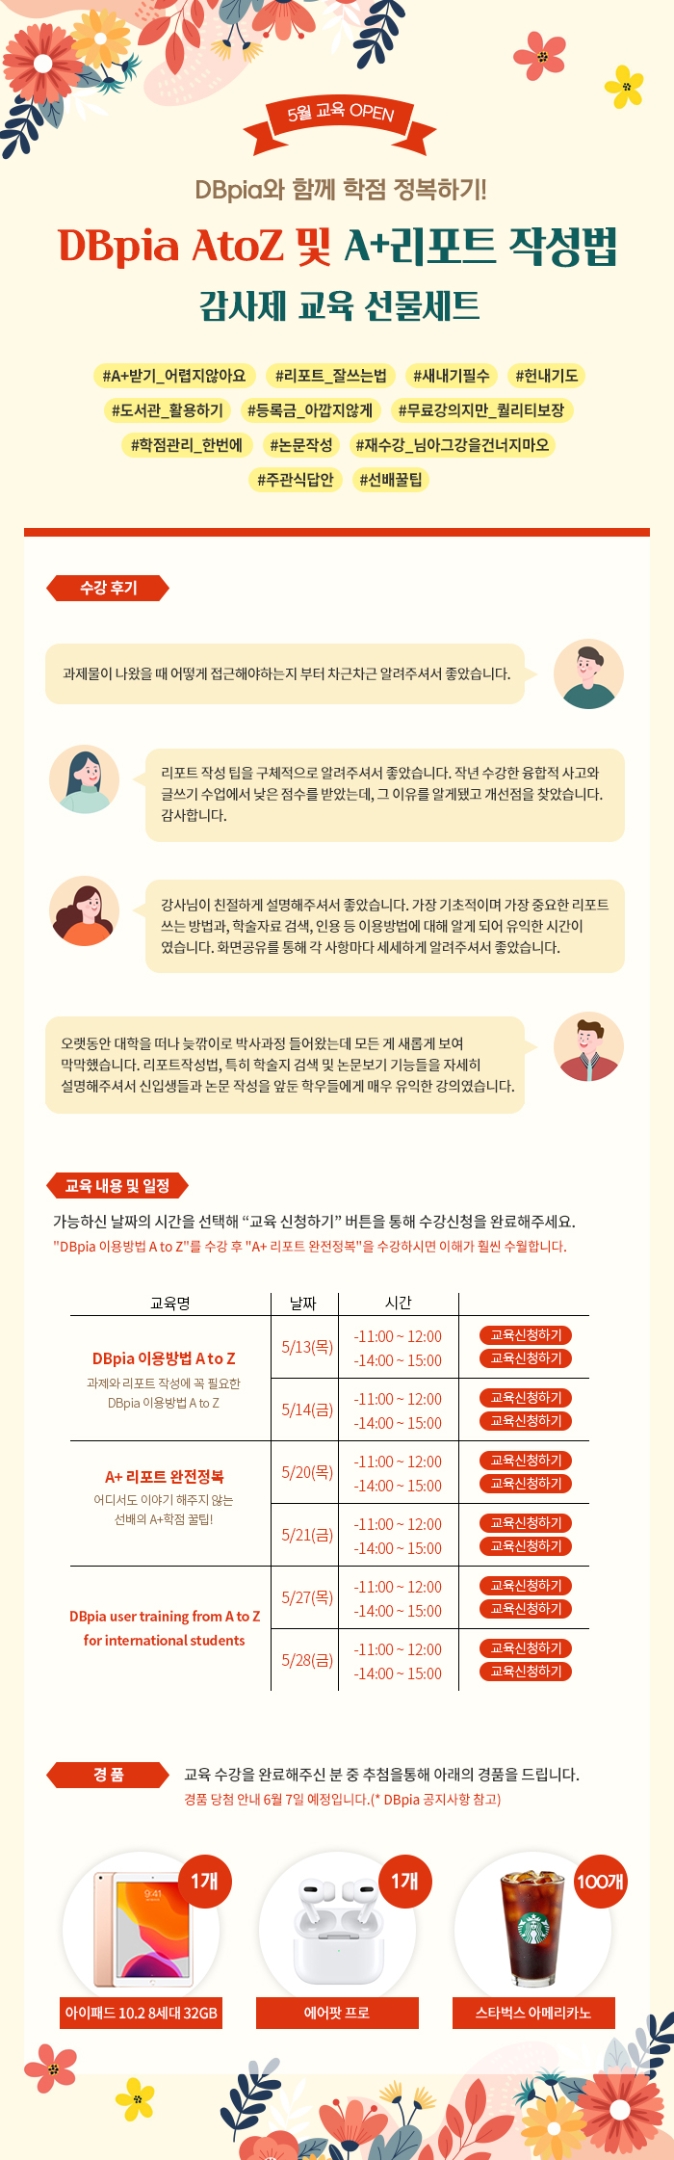 5월 교육 OPEN
DBpia와 함께 학점 정복하기!
DBpia AtoZ 및 A+리포트 작성법
감사제 교육 선물세트
#A+받기_어렵지않아요 #리포트_잘쓰는법 #새내기필수 #헌내기도
#도서관_활용하기 #등록금_아깝지않게 #무료강의지만_퀄리티보장
#학점관리_한번에 #논문작성 #재수강_님아그강을건너지마오
#주관식답안 #선배꿀팁
수강 후기
과제물이 나왔을 때 어떻게 접근해야하는지 부터 차근차근 알려주셔서 좋았습니다.
리포트 작성 팁을 구체적으로 알려주셔서 좋았습니다. 작년 수강한 융합적 사고와
글쓰기 수업에서 낮은 점수를 받았는데, 그 이유를 알게됐고 개선점을 찾았습니다.
감사합니다.
강사님이 친절하게 설명해주셔서 좋았습니다. 가장 기초적이며 가장 중요한 리포트
쓰는 방법과, 학술자료 검색, 인용 등 이용방법에 대해 알게 되어 유익한 시간이
였습니다. 화면공유를 통해 각 사항마다 세세하게 알려주셔서 좋았습니다.
오랫동안 대학을 떠나 늦깎이로 박사과정 들어왔는데 모든 게 새롭게 보여
막막했습니다. 리포트작성법, 특히 학술지 검색 및 논문보기 기능들을 자세히
설명해주셔서 신입생들과 논문 작성을 앞둔 학우들에게 매우 유익한 강의였습니다.
교육 내용 및 일정
가능하신 날짜의 시간을 선택해 “교육 신청하기” 버튼을 통해 수강신청을 완료해주세요.
"DBpia 이용방법 A to Z"를 수강 후 "A+ 리포트 완전정복"을 수강하시면 이해가 훨씬 수월합니다.
교육명 날짜 시간
DBpia 이용방법 A to Z
과제와 리포트 작성에 꼭 필요한
DBpia 이용방법 A to Z
5/13(목)
-11:00 ~ 12:00 교육신청하기
-14:00 ~ 15:00 교육신청하기
5/14(금)
-11:00 ~ 12:00 교육신청하기
-14:00 ~ 15:00 교육신청하기
A+ 리포트 완전정복
어디서도 이야기 해주지 않는
선배의 A+학점 꿀팁!
5/20(목)
-11:00 ~ 12:00 교육신청하기
-14:00 ~ 15:00 교육신청하기
5/21(금)
-11:00 ~ 12:00 교육신청하기
-14:00 ~ 15:00 교육신청하기
DBpia user training from A to Z
for international students
5/27(목)
-11:00 ~ 12:00 교육신청하기
-14:00 ~ 15:00 교육신청하기
5/28(금)
-11:00 ~ 12:00 교육신청하기
-14:00 ~ 15:00 교육신청하기
경 품
교육 수강을 완료해주신 분 중 추첨을통해 아래의 경품을 드립니다.
경품 당첨 안내 6월 7일 예정입니다.(* DBpia 공지사항 참고)
1개
1개
100개
9:41
아이패드 10.2 8세대 32GB
에어팟 프로
스타벅스 아메리카노